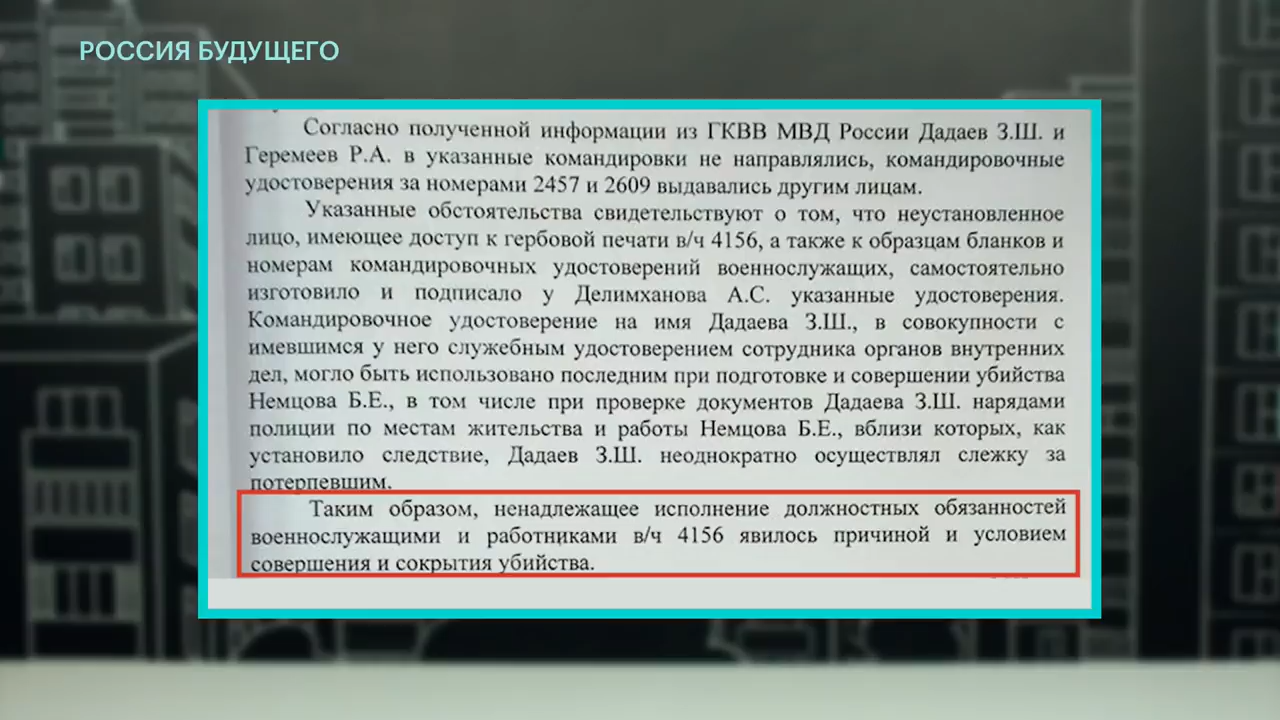 РОССИЯ БУДУЩЕГО
Согласно полученной информации из ГКВВ МВД России Дадаев З.Ш. и
Геремеев Р.А. в указанные командировки не направлялись, командировочные
удостоверения за номерами 2457 и 2609 выдавались другим лицам.
Указанные обстоятельства свидетельствуют о том, что неустановленное
лицо, имеющее доступ к гербовой печати в/ч 4156, а также к образцам бланков и
номерам командировочных удостоверений военнослужащих, самостоятельно
изготовило и подписало у Делимханова А.С. указанные удостоверения.
Командировочное удостоверение на имя Дадаева З.Ш., в совокупности с
имевшимся у него служебным удостоверением сотрудника органов внутренних
дел, могло быть использовано последним при подготовке и совершении убийства
Немцова Б.Е., в том числе при проверке документов Дадаева З.Ш. нарядами
полиции по местам жительства и работы Немцова Б.Е., вблизи которых, как
установило следствие, Дадаев З.Ш. неоднократно осуществлял слежку за
потерпевшим.
Таким образом, ненадлежащее исполнение должностных обязанностей
военнослужащими и работниками в/ч 4156 явилось причиной и условием
совершения и сокрытия убийства.